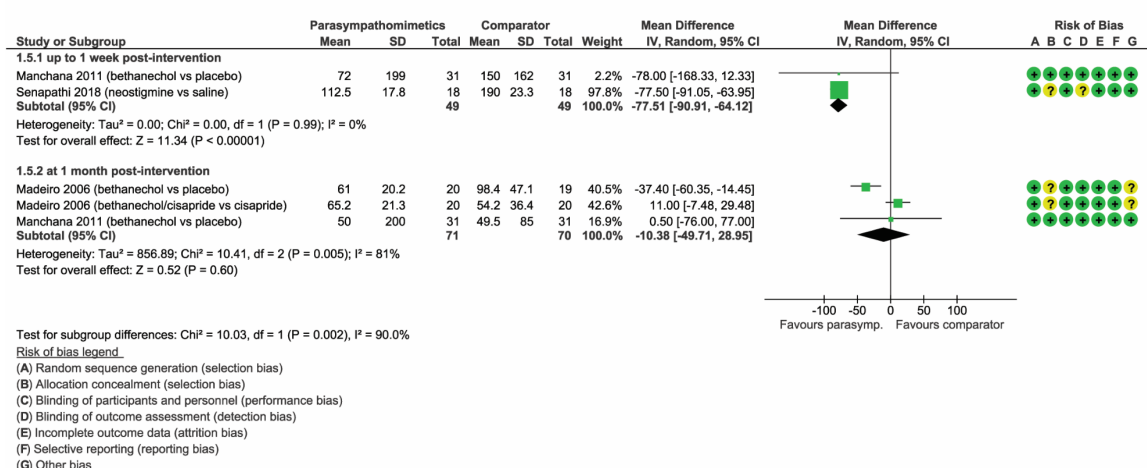 Parasympathomimetics Comparator Mean Difference Mean Difference Risk of Bias
Study or Subgroup Mean SD Total Mean SD Total Weight IV, Random, 95% CI IV, Random, 95% CI A B C D E F G
1.5.1 up to 1 week post-intervention
Manchana 2011 (bethanechol vs placebo) 72 199 31 150 162 31 2.2% -78.00 [-168.33, 12.33] + + + + + + +
Senapathi 2018 (neostigmine vs saline) 112.5 17.8 18 190 23.3 18 97.8% -77.50 [-91.05, -63.95] + ? + ? + + +
Subtotal (95% CI) 49 49 100.0% -77.51 [-90.91, -64.12]
Heterogeneity: Tau² = 0.00; Chi² = 0.00, df = 1 (P = 0.99); I² = 0%
Test for overall effect: Z = 11.34 (P < 0.00001)
1.5.2 at 1 month post-intervention
Madeiro 2006 (bethanechol vs placebo) 61 20.2 20 98.4 47.1 19 40.5% -37.40 [-60.35, -14.45] + ? + + + + ?
Madeiro 2006 (bethanechol/cisapride vs cisapride) 65.2 21.3 20 54.2 36.4 20 42.6% 11.00 [-7.48, 29.48] + ? + + + + ?
Manchana 2011 (bethanechol vs placebo) 50 200 31 49.5 85 31 16.9% 0.50 [-76.00, 77.00] + + + + + + +
Subtotal (95% CI) 71 70 100.0% -10.38 [-49.71, 28.95]
Heterogeneity: Tau² = 856.89; Chi² = 10.41, df = 2 (P = 0.005); I² = 81%
Test for overall effect: Z = 0.52 (P = 0.60)
-100 -50 0 50 100
Favours parasymp. Favours comparator
Test for subgroup differences: Chi² = 10.03, df = 1 (P = 0.002), I² = 90.0%
Risk of bias legend
(A) Random sequence generation (selection bias)
(B) Allocation concealment (selection bias)
(C) Blinding of participants and personnel (performance bias)
(D) Blinding of outcome assessment (detection bias)
(E) Incomplete outcome data (attrition bias)
(F) Selective reporting (reporting bias)
(G) Other bias